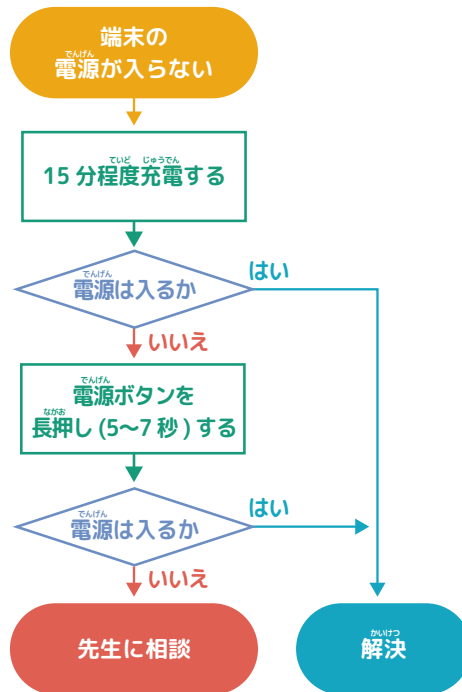 端末の
でんげん
電源が入らない
ていど じゅうでん
15分程度充電する
でんげん
電源は入るか
はい
いいえ
でんげん
電源ボタンを
ながお
長押し(5〜7秒)する
でんげん
電源は入るか
はい
いいえ
先生に相談
かいけつ
解決